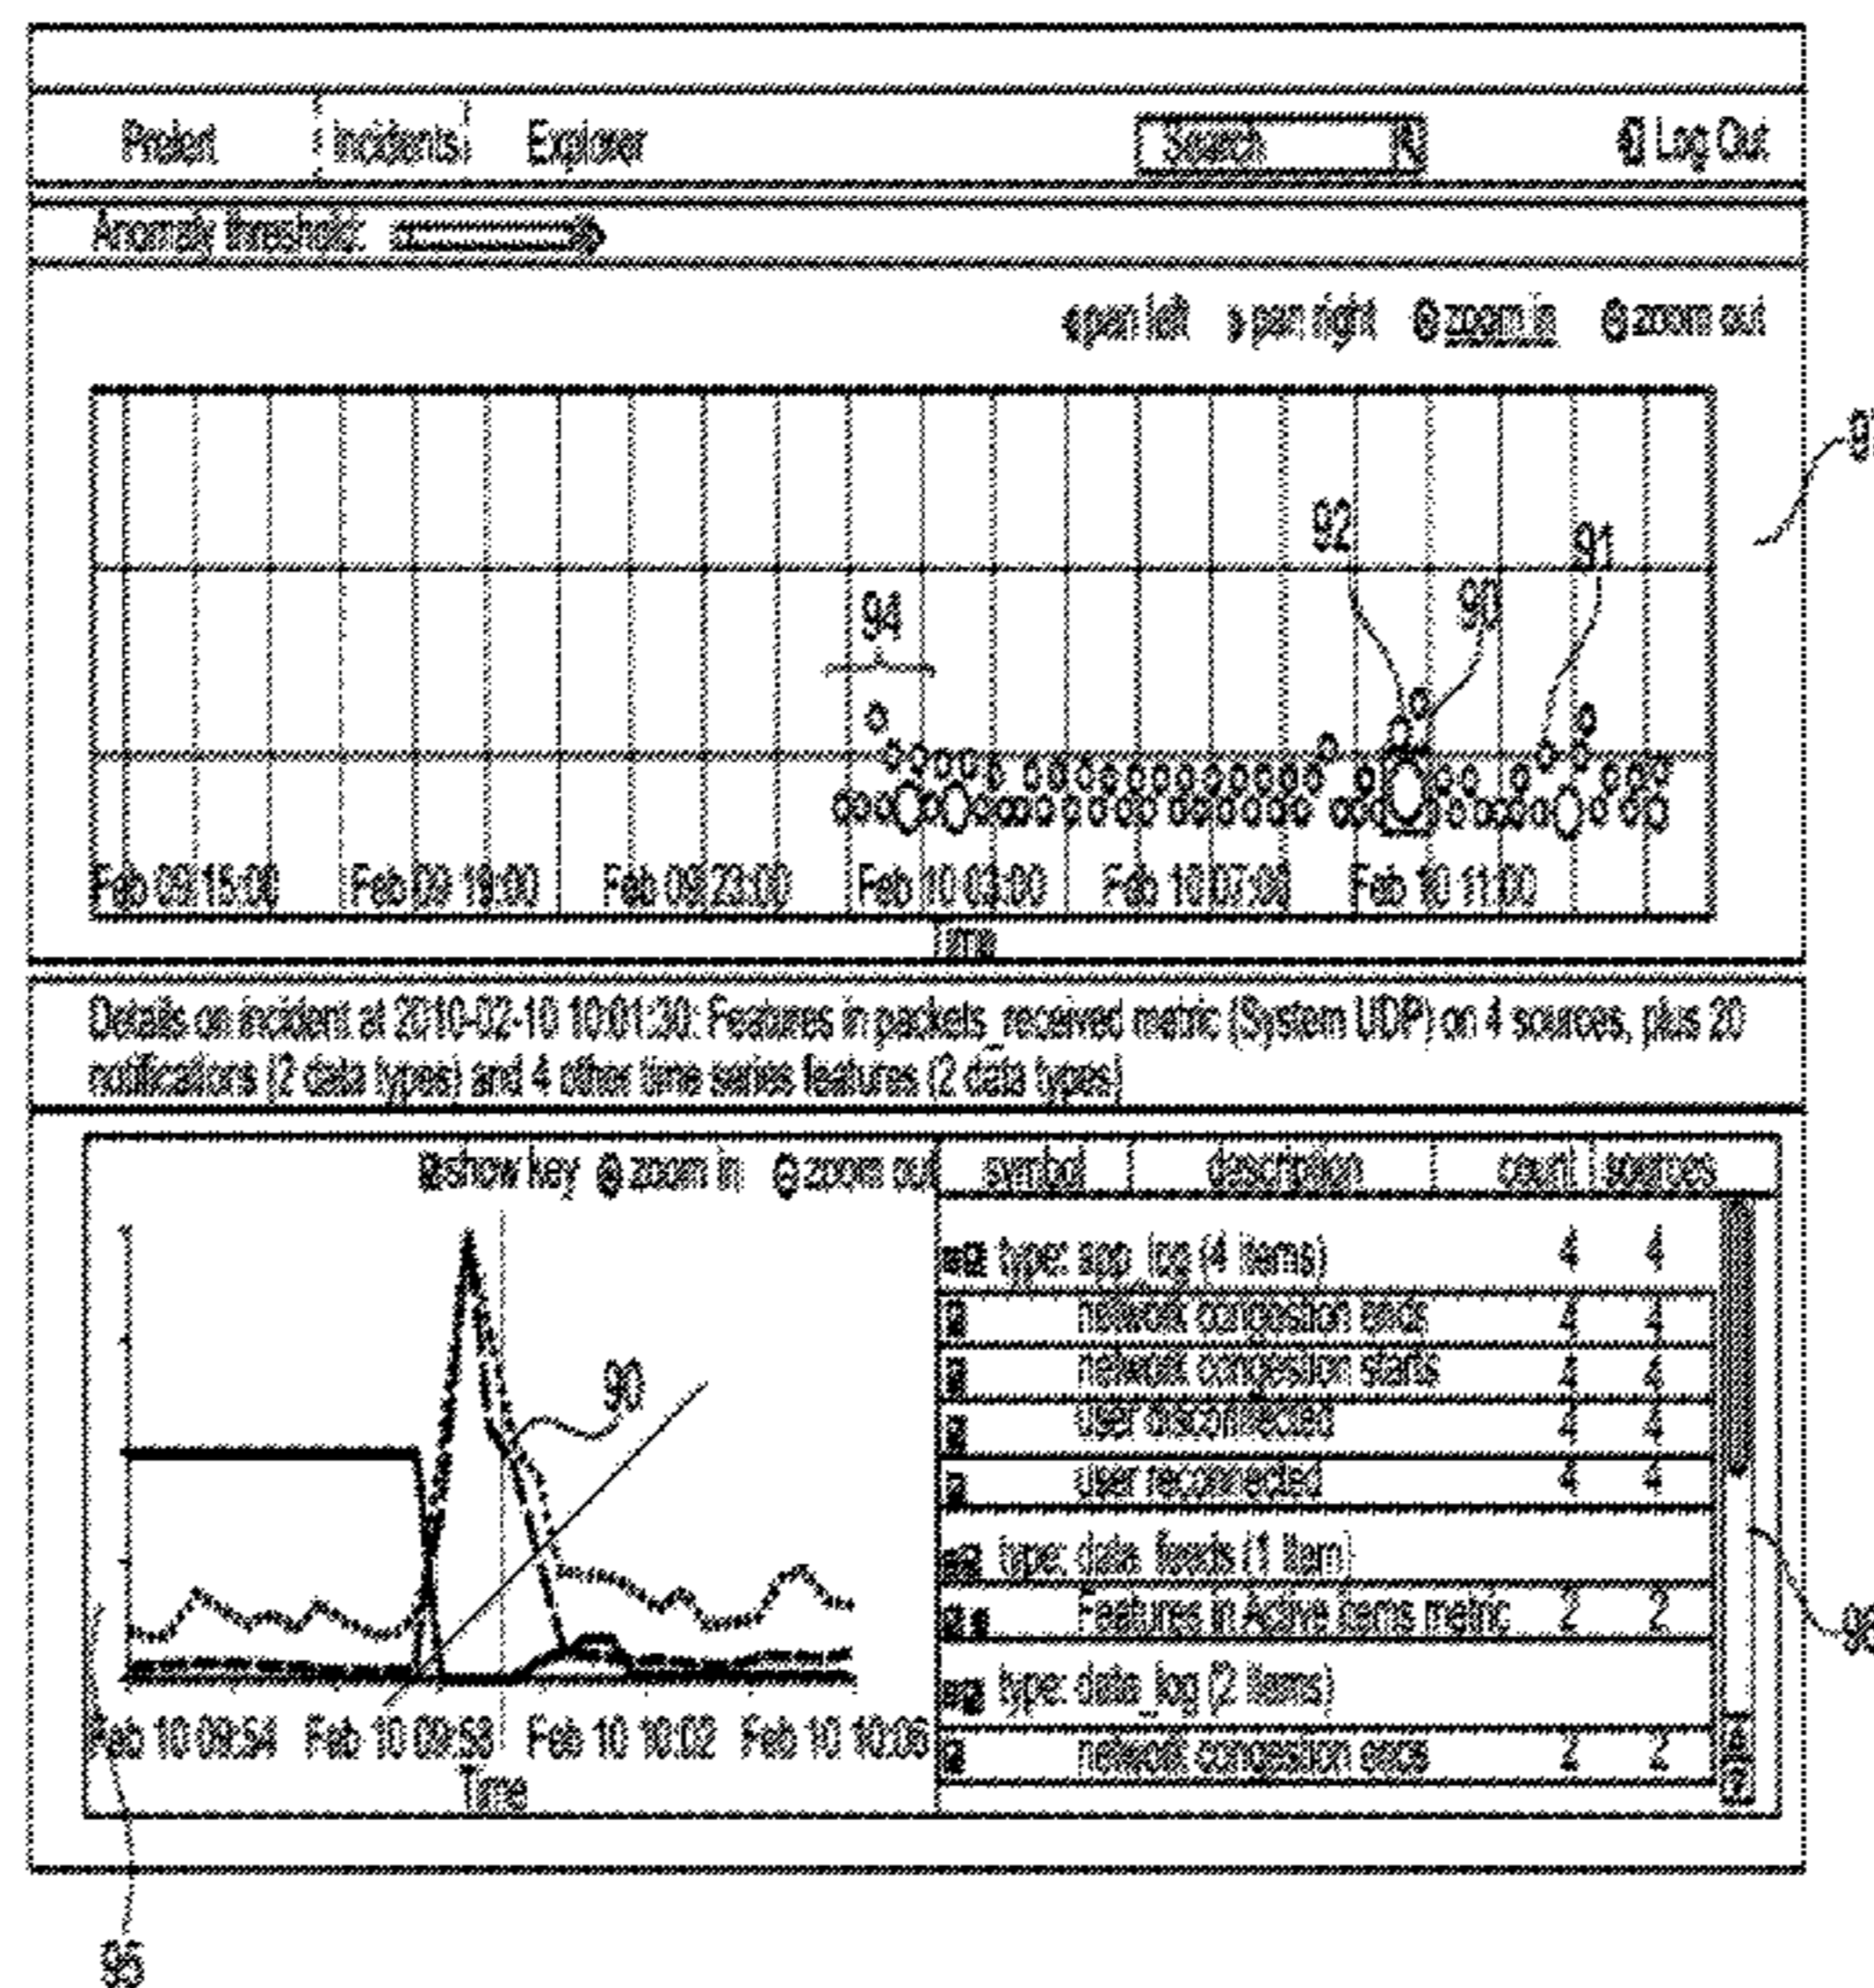 Prelert Incidents Explorer Search Log Out
Anomaly threshold:
pan left pan right zoom in zoom out
92
91
90
94
Feb 09 15:00 Feb 09 19:00 Feb 09 23:00 Feb 10 03:00 Feb 10 07:00 Feb 10 11:00
Time
Details on incident at 2010-02-10 10:01:30: Features in packets_received metric (System UDP) on 4 sources, plus 20
notifications (2 data types) and 4 other time series features (2 data types)
show key zoom in zoom out
symbol description count sources
type: app_log (4 items) 4 4
network congestion ends 4 4
network congestion starts 4 4
user disconnected 4 4
user reconnected 4 4
type: data_feeds (1 item)
Features in Active Items metric 2 2
type: data_log (2 items)
network congestion ends 2 2
90
Feb 10 09:54 Feb 10 09:58 Feb 10 10:02 Feb 10 10:06
Time